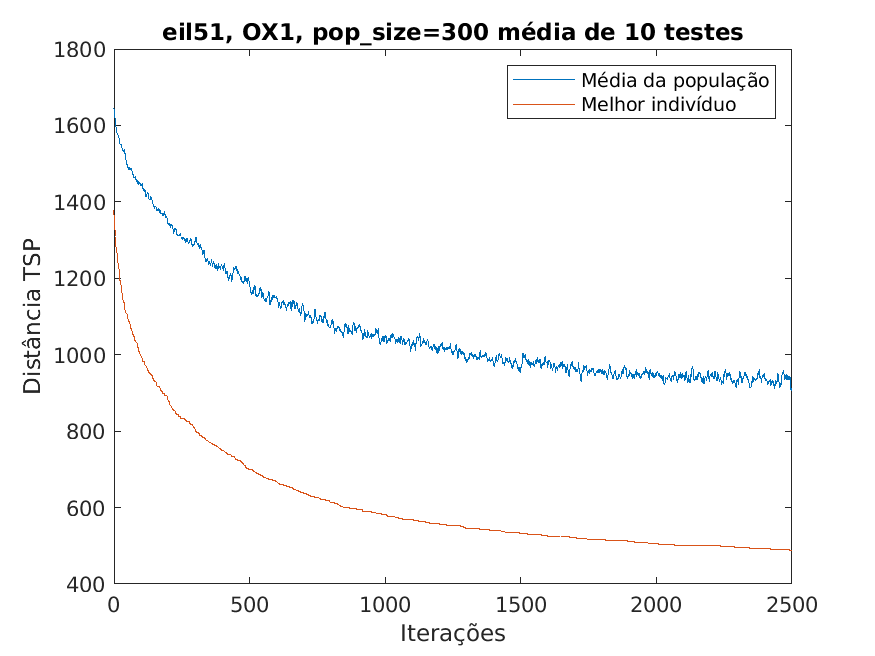 eil51, OX1, pop_size=300 média de 10 testes
Média da população
Melhor indivíduo
Distância TSP
1800
1600
1400
1200
1000
800
600
400
0 500 1000 1500 2000 2500
Iterações